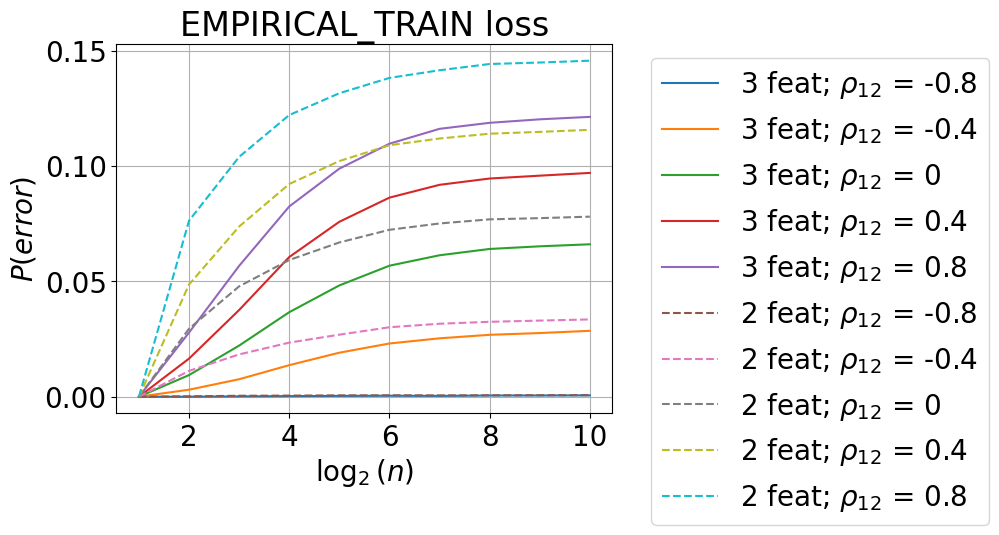 EMPIRICAL_TRAIN loss
0.15
0.10
0.05
0.00
P(error)
2 4 6 8 10
log₂(n)
3 feat; ρ₁₂ = -0.8
3 feat; ρ₁₂ = -0.4
3 feat; ρ₁₂ = 0
3 feat; ρ₁₂ = 0.4
3 feat; ρ₁₂ = 0.8
2 feat; ρ₁₂ = -0.8
2 feat; ρ₁₂ = -0.4
2 feat; ρ₁₂ = 0
2 feat; ρ₁₂ = 0.4
2 feat; ρ₁₂ = 0.8